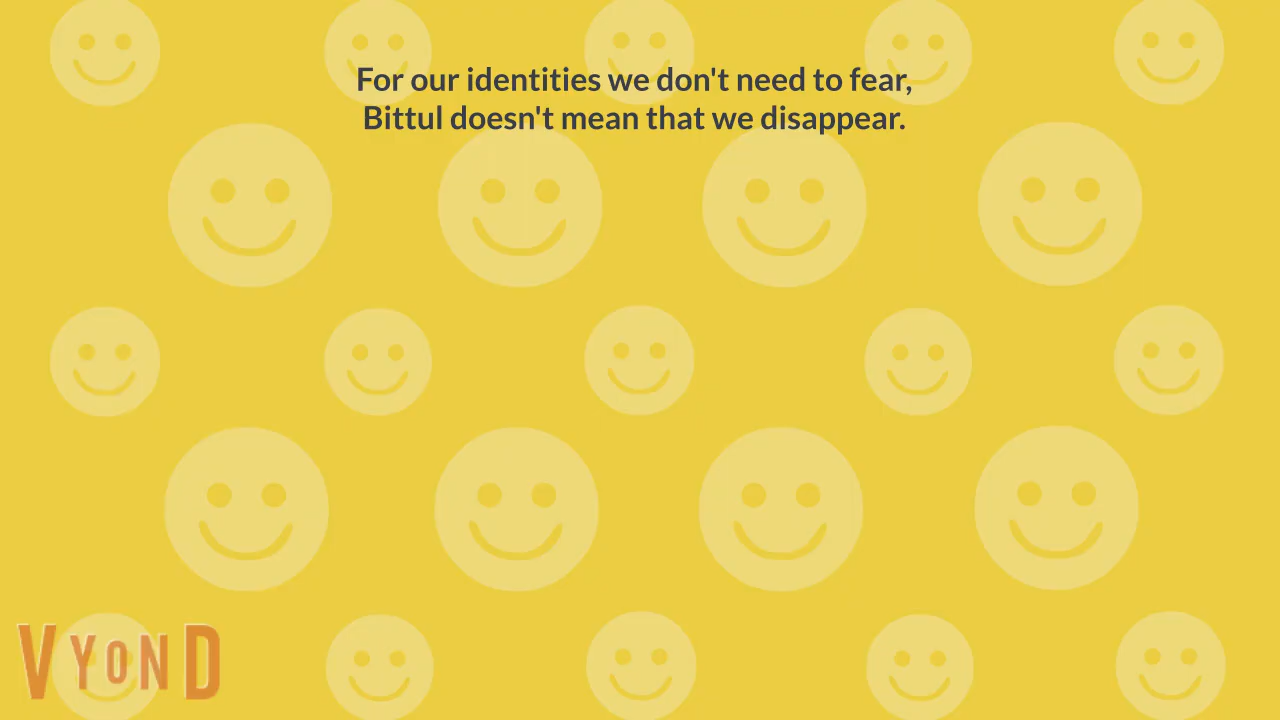 For our identities we don't need to fear,
Bittul doesn't mean that we disappear.
VYOND